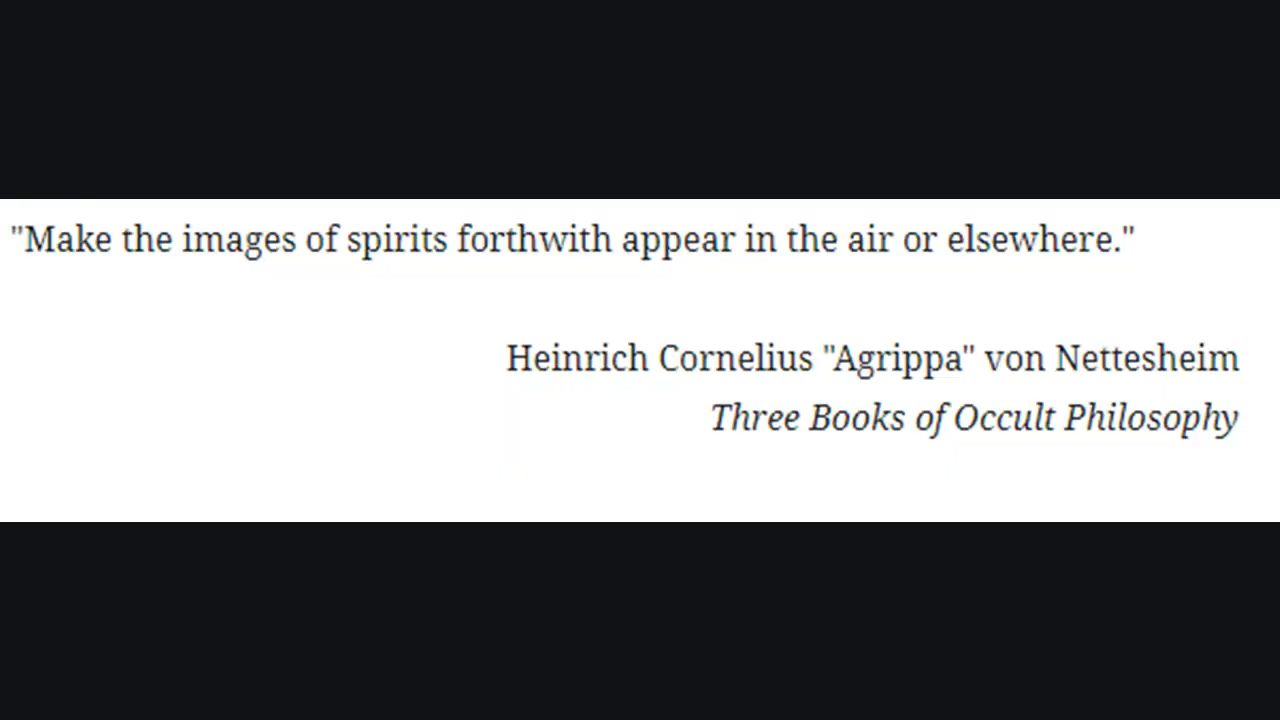 "Make the images of spirits forthwith appear in the air or elsewhere."
Heinrich Cornelius "Agrippa" von Nettesheim
Three Books of Occult Philosophy